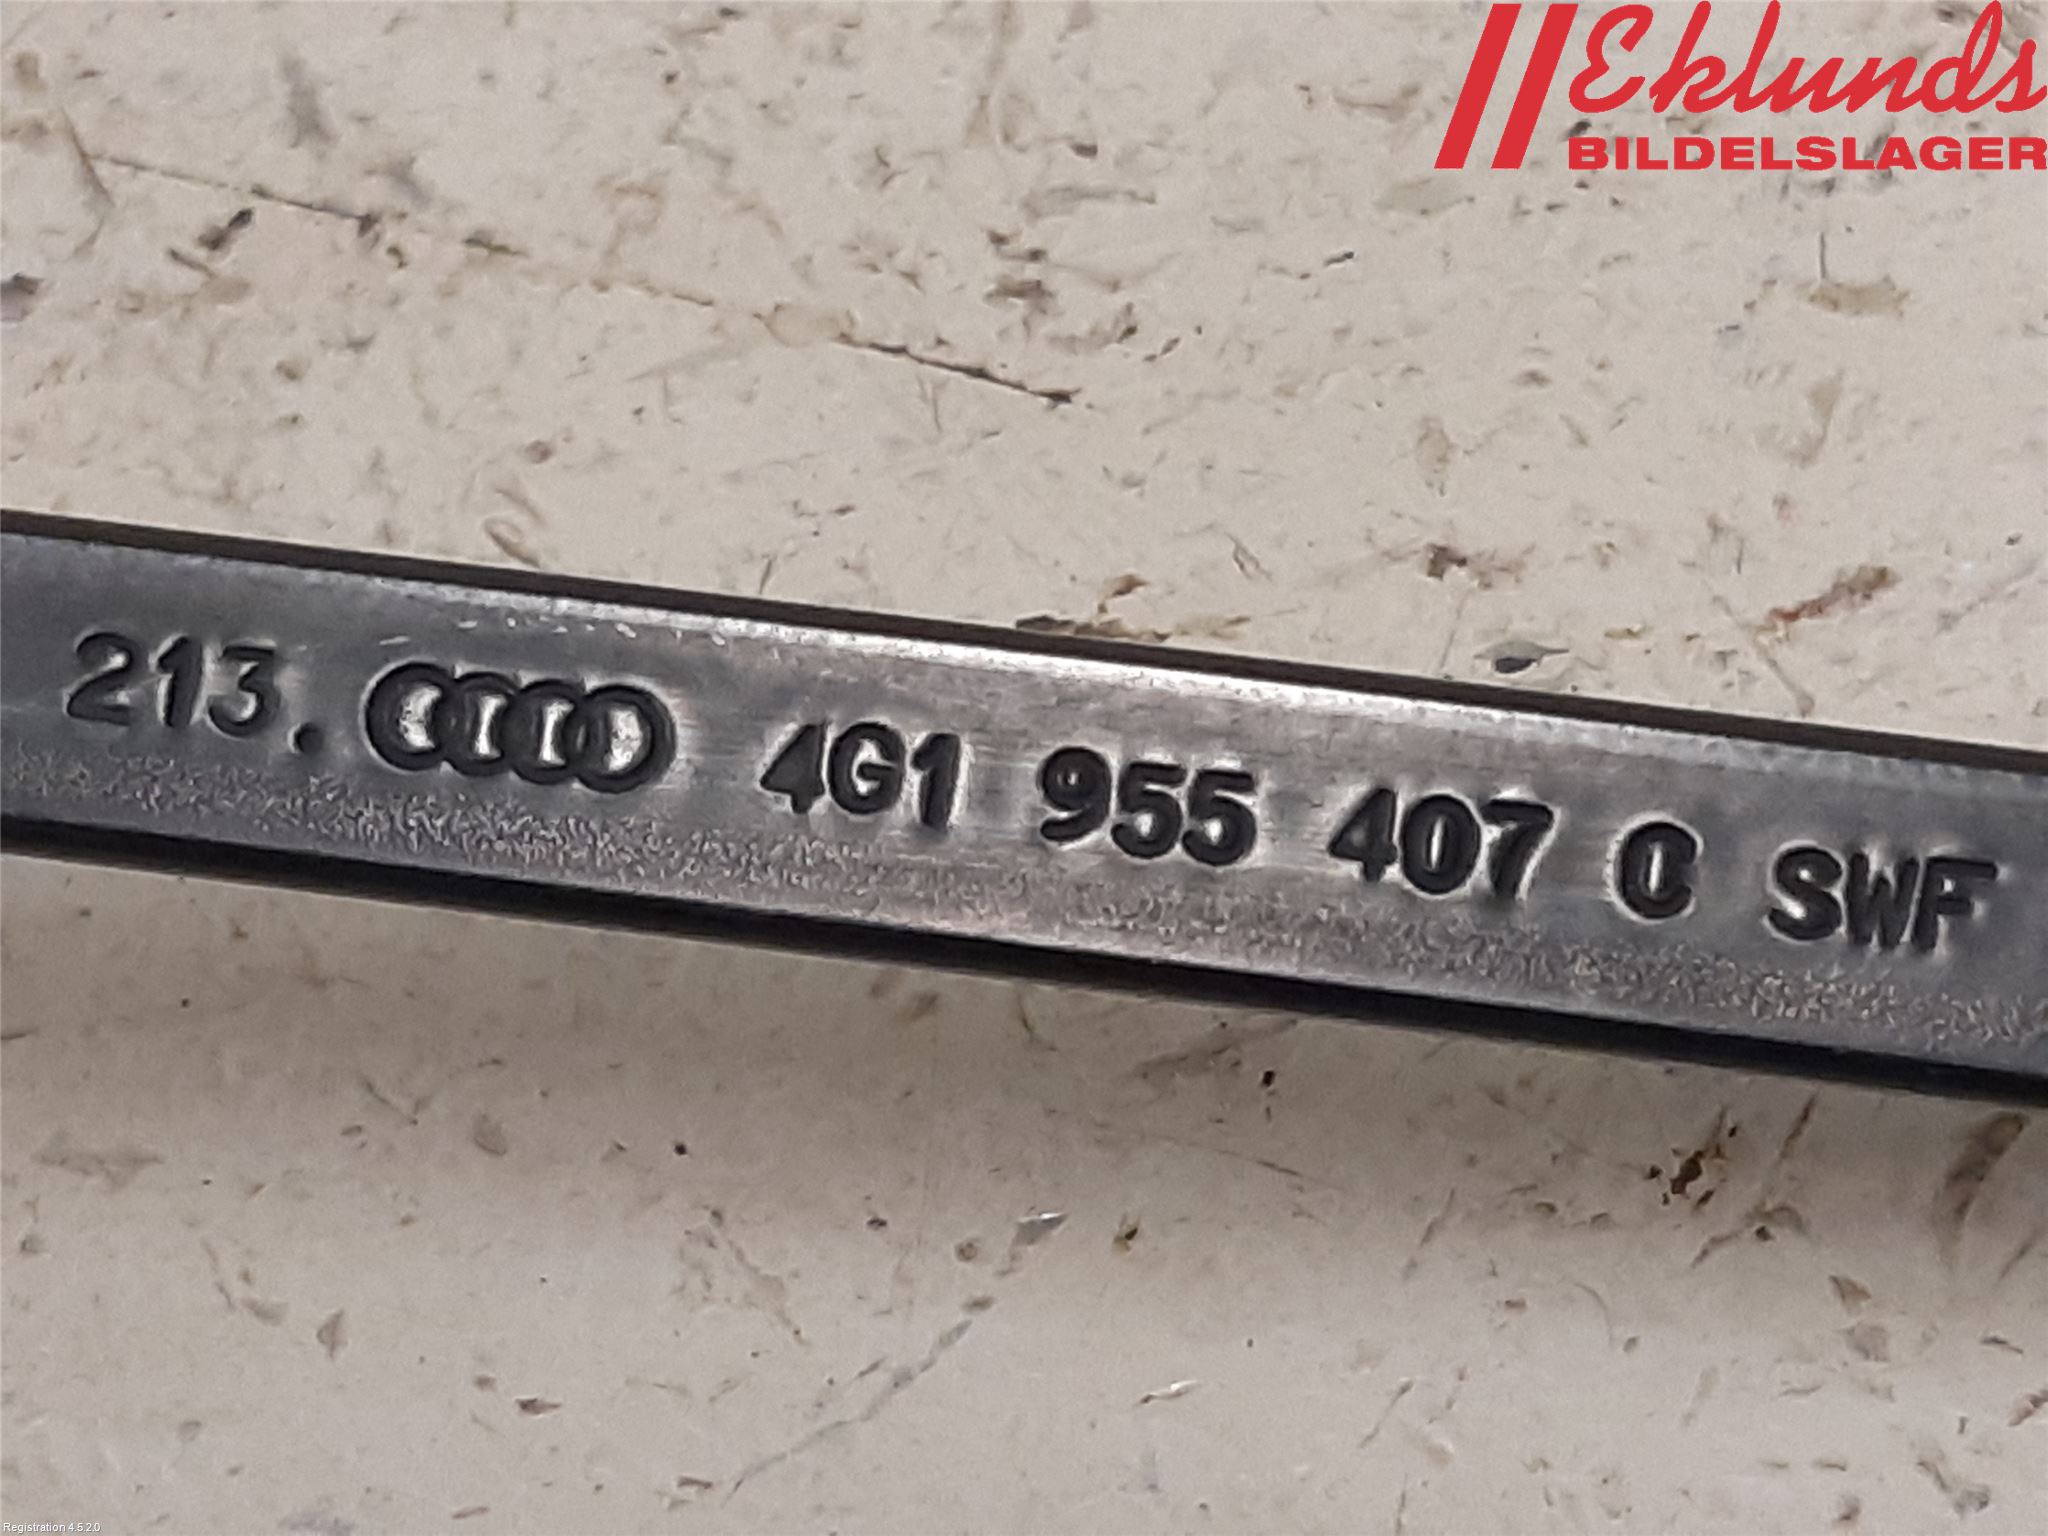 Eklunds
BILDELSLAGER
213. 4G1 955 407 C SWF
Registration 4.5.2.0